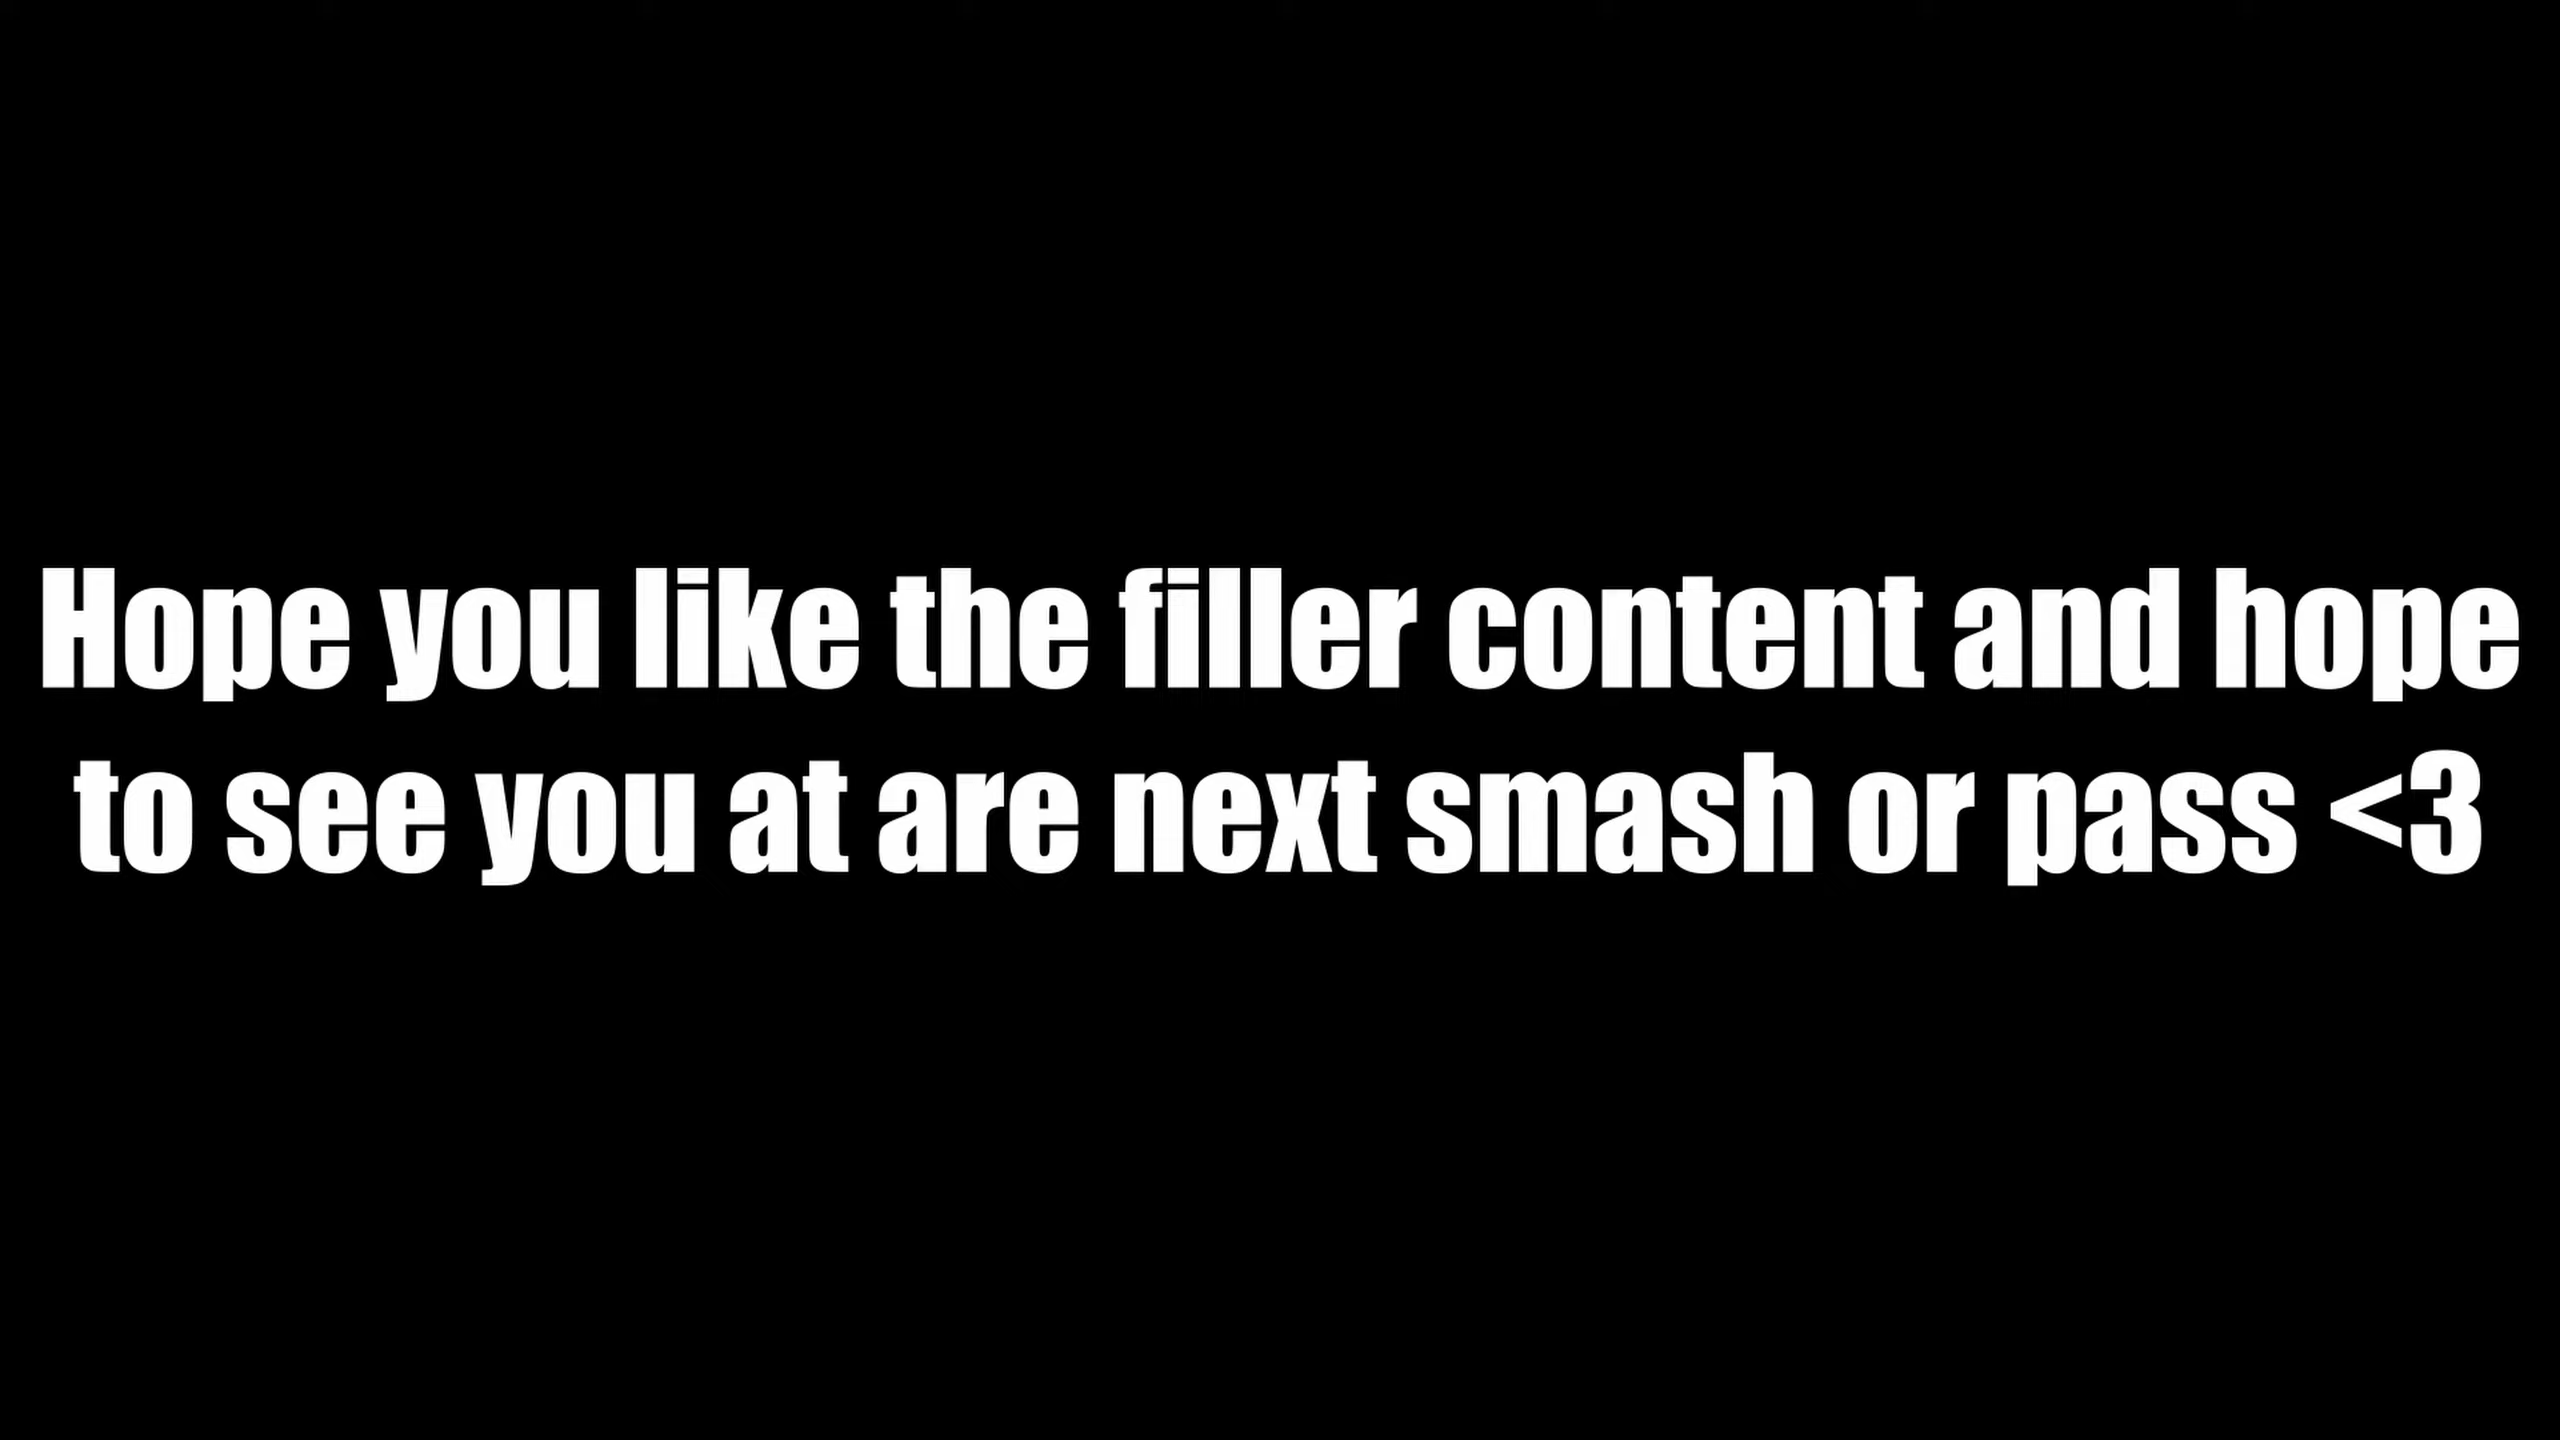 Hope you like the filler content and hope
to see you at are next smash or pass <3